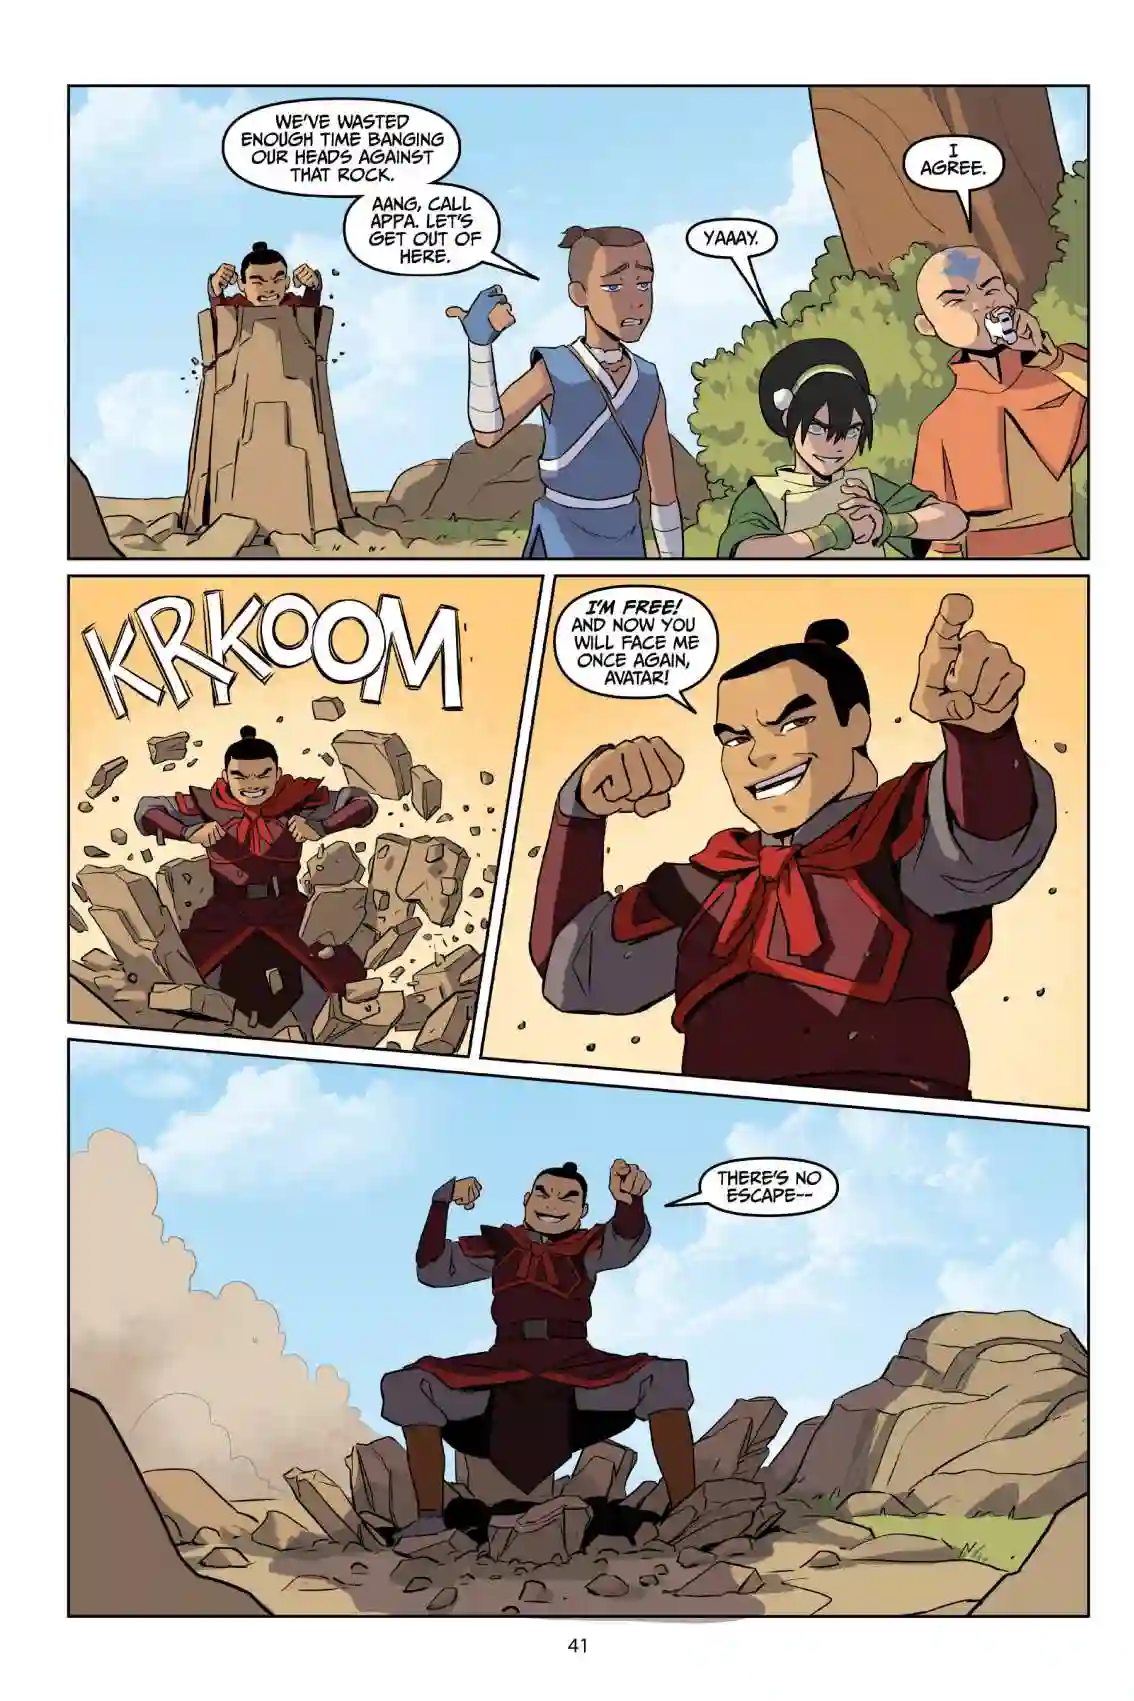 WE'VE WASTED
ENOUGH TIME BANGING
OUR HEADS AGAINST
THAT ROCK.
AANG, CALL
APPA. LET'S
GET OUT OF
HERE.
YAAAY.
I
AGREE.
KRKOOM
I'M FREE!
AND NOW YOU
WILL FACE ME
ONCE AGAIN,
AVATAR!
THERE'S NO
ESCAPE--
41